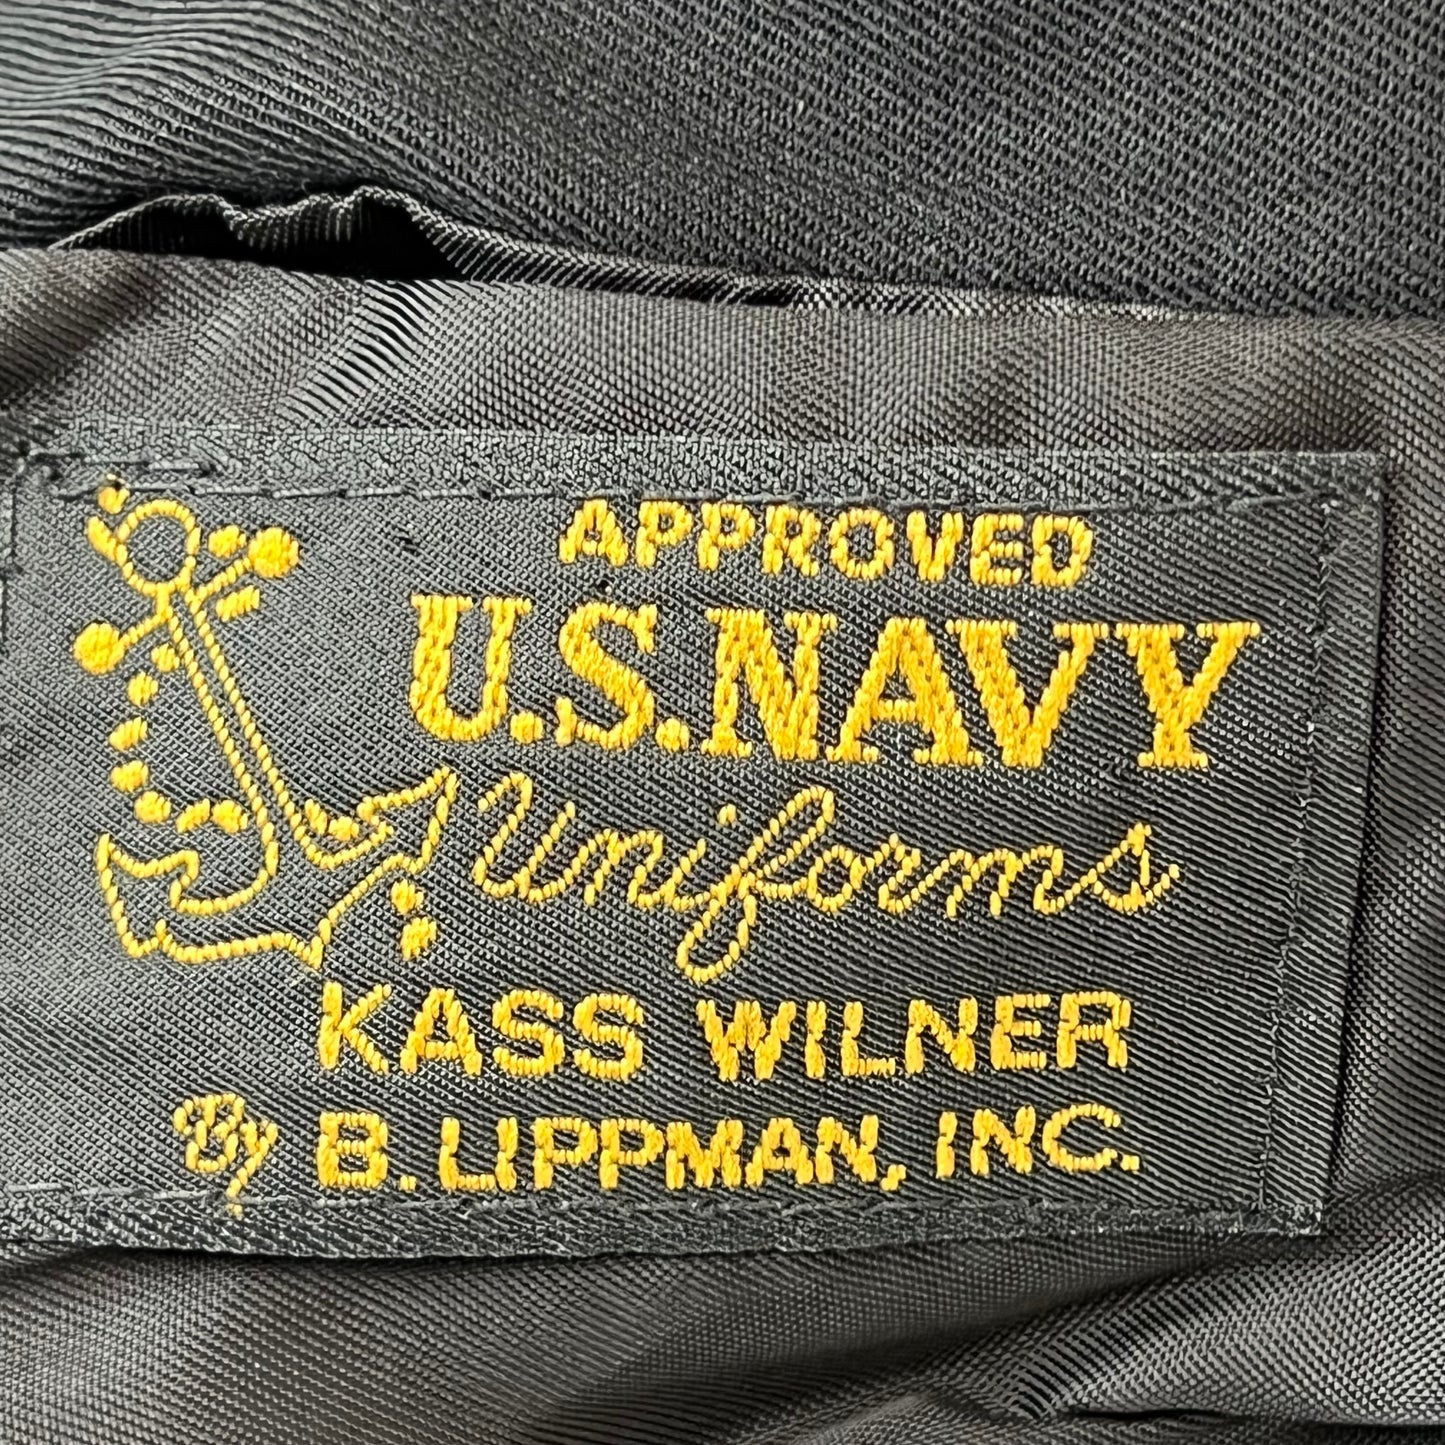 APPROVED
U.S. NAVY
Uniforms
KASS WILNER
By B. LIPPMAN, INC.